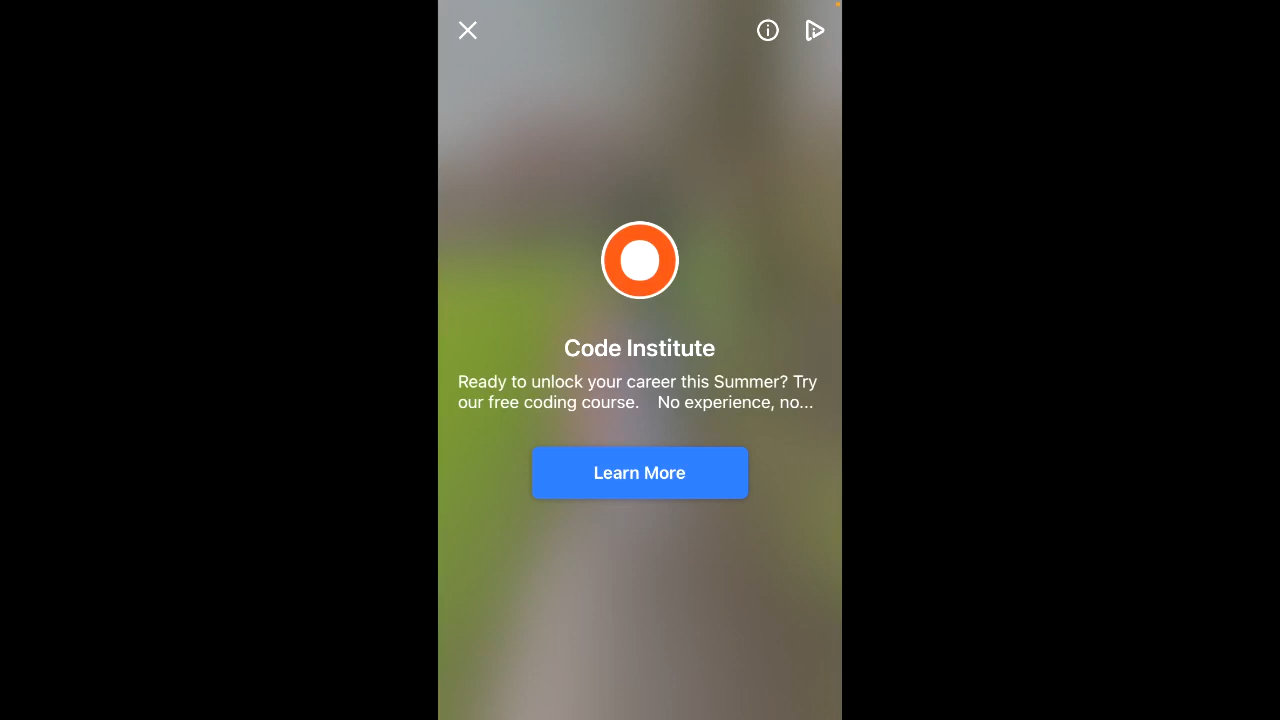 Code Institute
Ready to unlock your career this Summer? Try
our free coding course. No experience, no...
Learn More